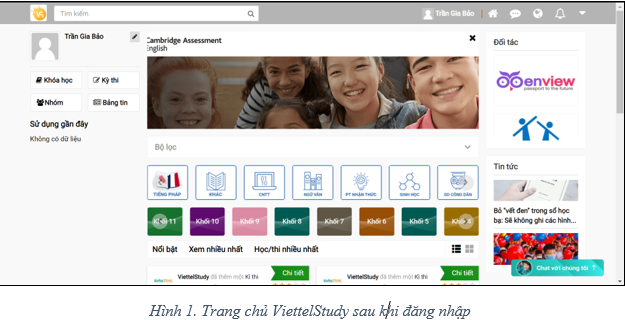 Tìm kiếm
Trần Gia Bảo
Trần Gia Bảo
Khóa học
Kỳ thi
Nhóm
Bảng tin
Sử dụng gần đây
Không có dữ liệu
Cambridge Assessment
English
Bộ lọc
TIẾNG PHÁP
KHÁC
CNTT
NGỮ VĂN
PT NHẬN THỨC
SINH HỌC
GD CÔNG DÂN
Khối 11
Khối 10
Khối 9
Khối 8
Khối 7
Khối 6
Khối 5
Khối 4
Nổi bật
Xem nhiều nhất
Học/thi nhiều nhất
ViettelStudy đã thêm một Kì thi
Chi tiết
ViettelStudy đã thêm một Kì thi
Chi tiết
Đối tác
Openview
passport to the future
Tin tức
Bỏ "vết đen" trong sổ học
bạ: Sẽ không ghi các hình...
Chat với chúng tôi ?
Hình 1. Trang chủ ViettelStudy sau khi đăng nhập